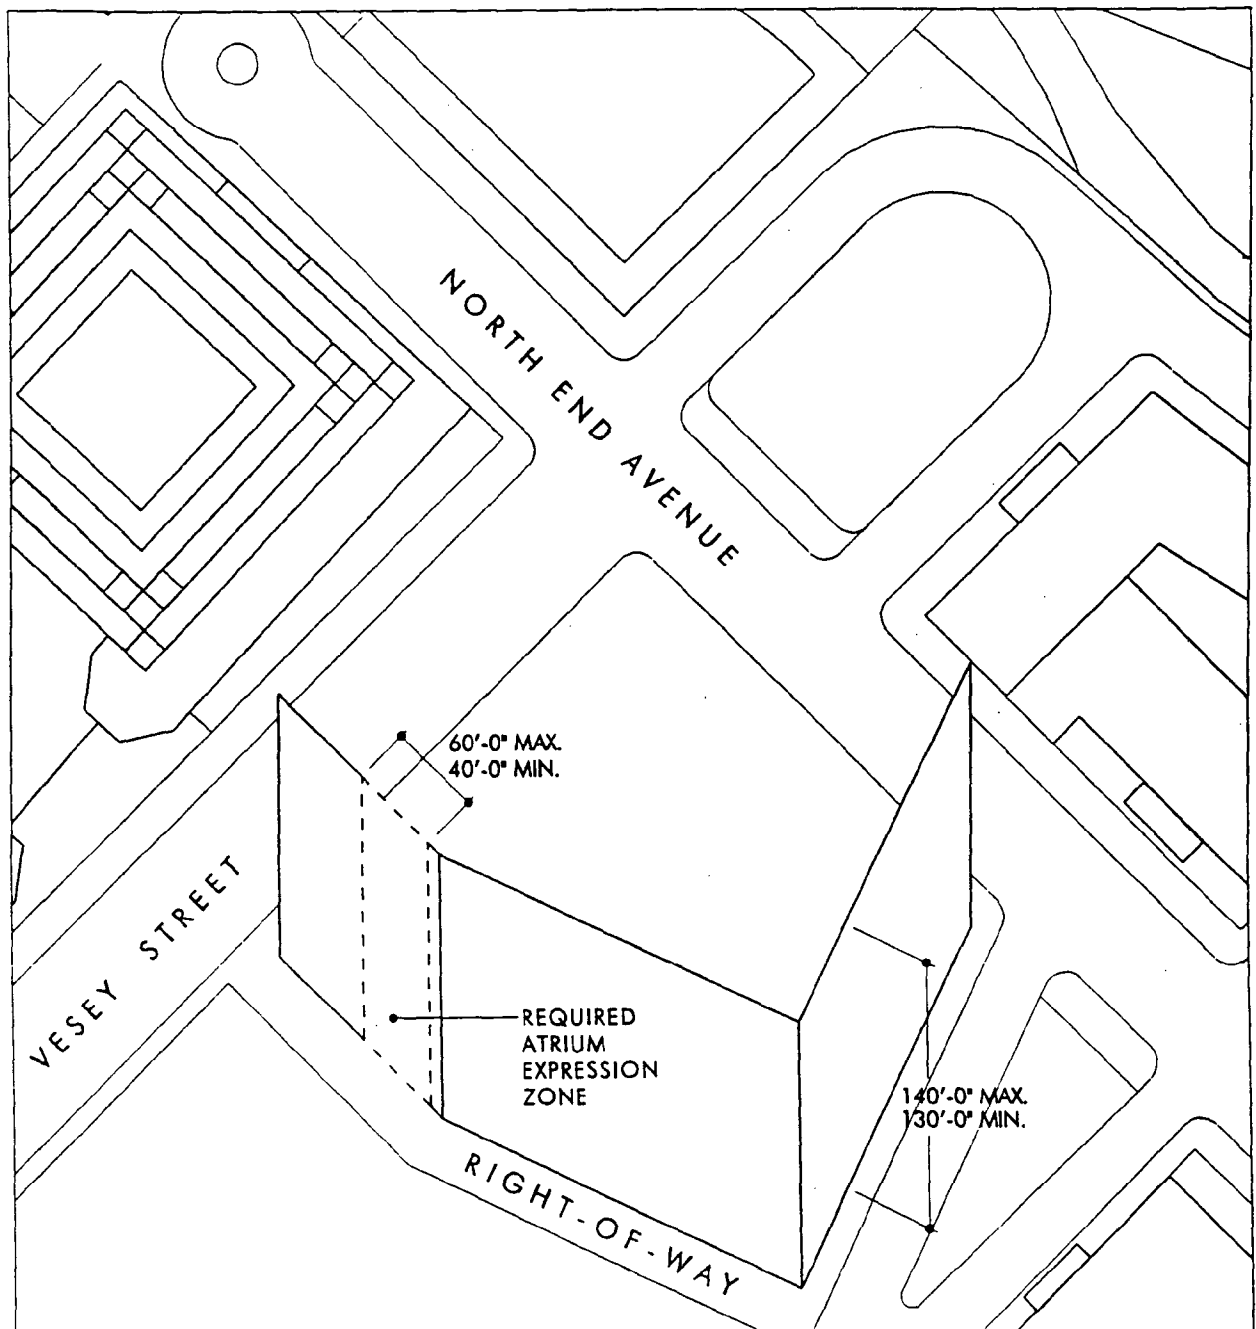 NORTH END AVENUE
60'-0" MAX.
40'-0" MIN.
VESEY STREET
REQUIRED
ATRIUM
EXPRESSION
ZONE
140'-0" MAX.
130'-0" MIN.
RIGHT-OF-WAY